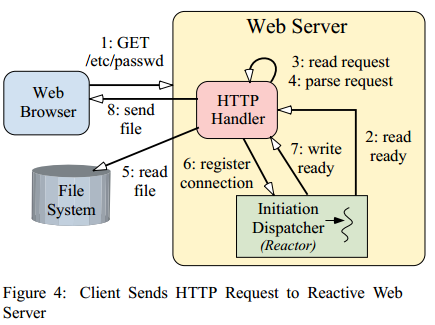 Web Server
1: GET
/etc/passwd
3: read request
4: parse request
Web
Browser
HTTP
Handler
8: send
file
2: read
ready
5: read
file
6: register
connection
7: write
ready
File
System
Initiation
Dispatcher
(Reactor)
Figure 4: Client Sends HTTP Request to Reactive Web
Server